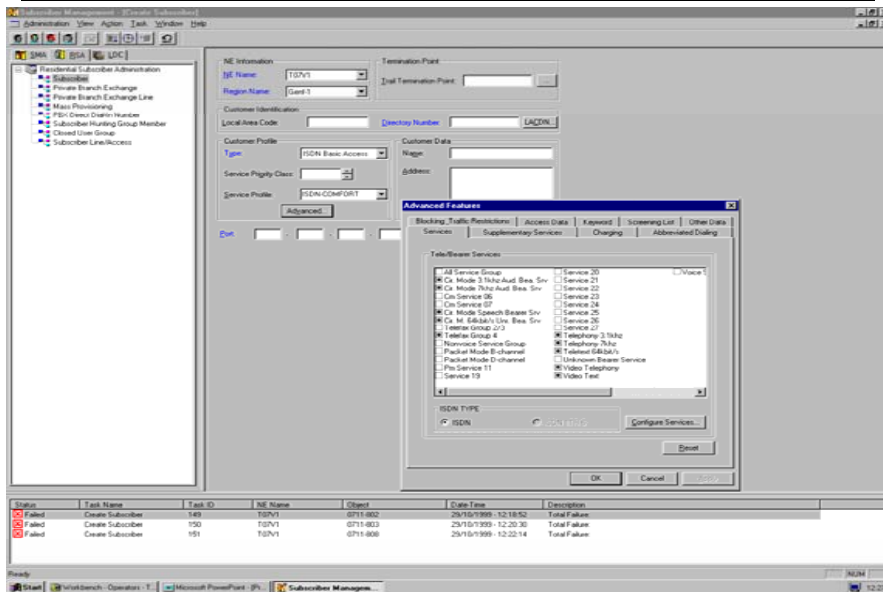 Subscriber Management - [Create Subscriber]
Administration View Action Task Window Help
SMA RSA LDC
Residential Subscriber Administration
Subscriber
Private Branch Exchange
Private Branch Exchange Line
Mass Provisioning
PBX Direct Dial-In Number
Subscriber Hunting Group Member
Closed User Group
Subscriber Line/Access
NE Information
NE Name: T07V1
Region Name: Genf-1
Termination Point
Trail Termination Point: ...
Customer Identification
Local Area Code:
Directory Number
LACDN...
Customer Profile
Type: ISDN Basic Access
Service Priority Class:
Service Profile: ISDN-COMFORT
Advanced...
Customer Data
Name:
Address:
Port:
Advanced Features
Blocking_Traffic Restrictions Access Data Keyword Screening List Other Data
Services Supplementary Services Charging Abbreviated Dialing
Tele/Bearer Services
All Service Group
Cir. Mode 3.1khz Aud. Bea. Srv
Cir. Mode 7khz Aud. Bea. Srv
Cm Service 06
Cm Service 07
Cir. Mode Speech Bearer Srv
Cir. M. 64kbit/s Unr. Bea. Srv
Telefax Group 2/3
Telefax Group 4
Nonvoice Service Group
Packet Mode B-channel
Packet Mode D-channel
Pm Service 11
Service 19
Service 20
Service 21
Service 22
Service 23
Service 24
Service 25
Service 26
Service 27
Telephony 3.1khz
Telephony 7khz
Teletext 64kbit/s
Unknown Bearer Service
Video Telephony
Video Text
Voice S
ISDN TYPE
ISDN
Configure Services...
Reset
OK Cancel Apply
Status Task Name Task ID NE Name Object Date-Time Description
Failed Create Subscriber 149 T07V1 0711-802 29/10/1999 - 12:18:52 Total Failure
Failed Create Subscriber 150 T07V1 0711-803 29/10/1999 - 12:20:30 Total Failure
Failed Create Subscriber 151 T07V1 0711-808 29/10/1999 - 12:22:14 Total Failure
Ready
NUM
Start Workbench - Operators - T... Microsoft PowerPoint - [Pr... Subscriber Managem...